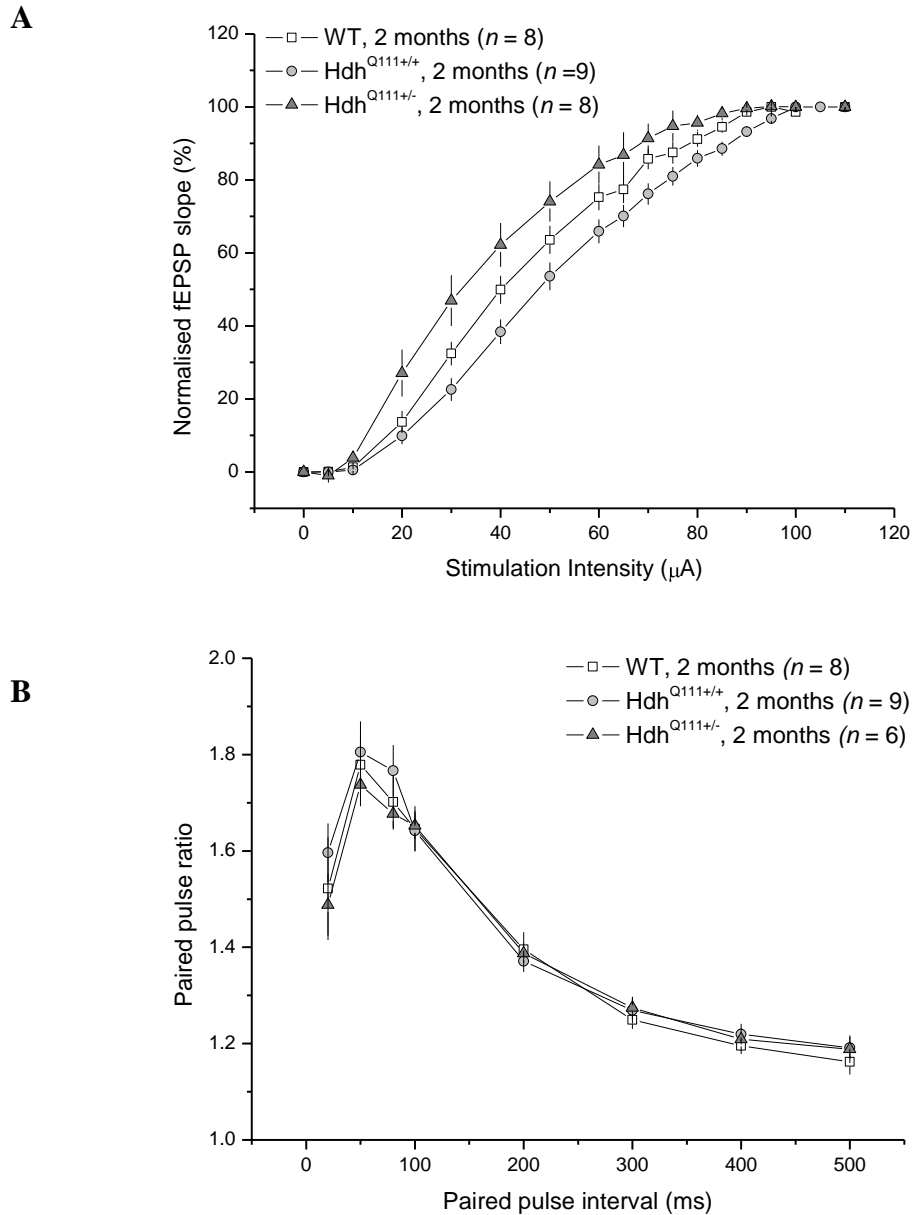 A
WT, 2 months (n = 8)
Hdh^Q111+/+, 2 months (n =9)
Hdh^Q111+/-, 2 months (n = 8)
120
100
80
60
40
20
0
Normalised fEPSP slope (%)
0 20 40 60 80 100 120
Stimulation Intensity (μA)
B
WT, 2 months (n = 8)
Hdh^Q111+/+, 2 months (n = 9)
Hdh^Q111+/-, 2 months (n = 6)
2.0
1.8
1.6
1.4
1.2
1.0
Paired pulse ratio
0 100 200 300 400 500
Paired pulse interval (ms)